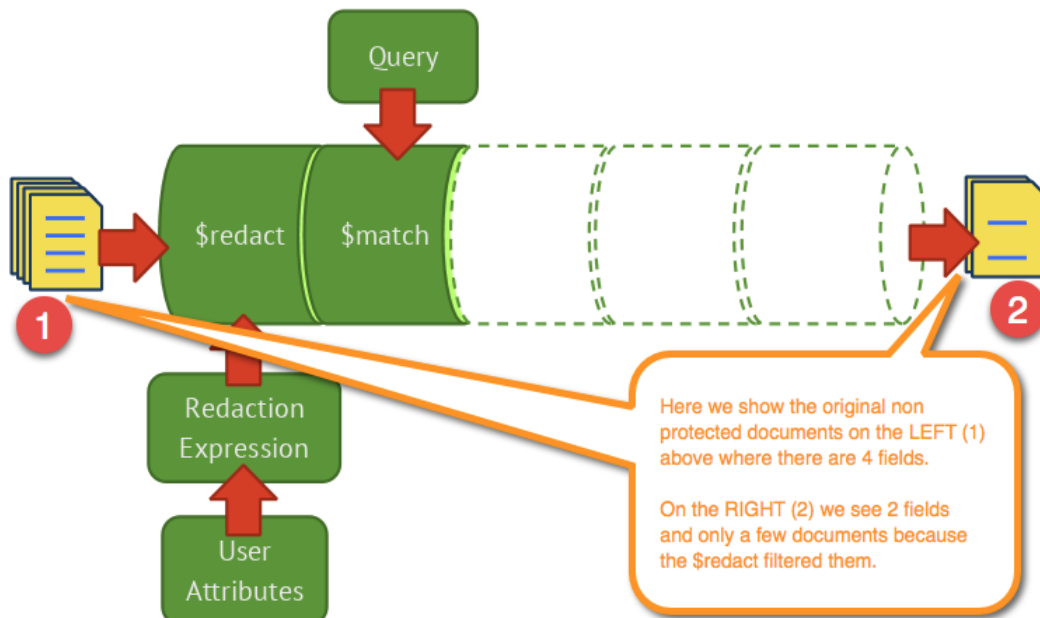 Query
$redact
$match
1
2
Redaction
Expression
User
Attributes
Here we show the original non
protected documents on the LEFT (1)
above where there are 4 fields.
On the RIGHT (2) we see 2 fields
and only a few documents because
the $redact filtered them.